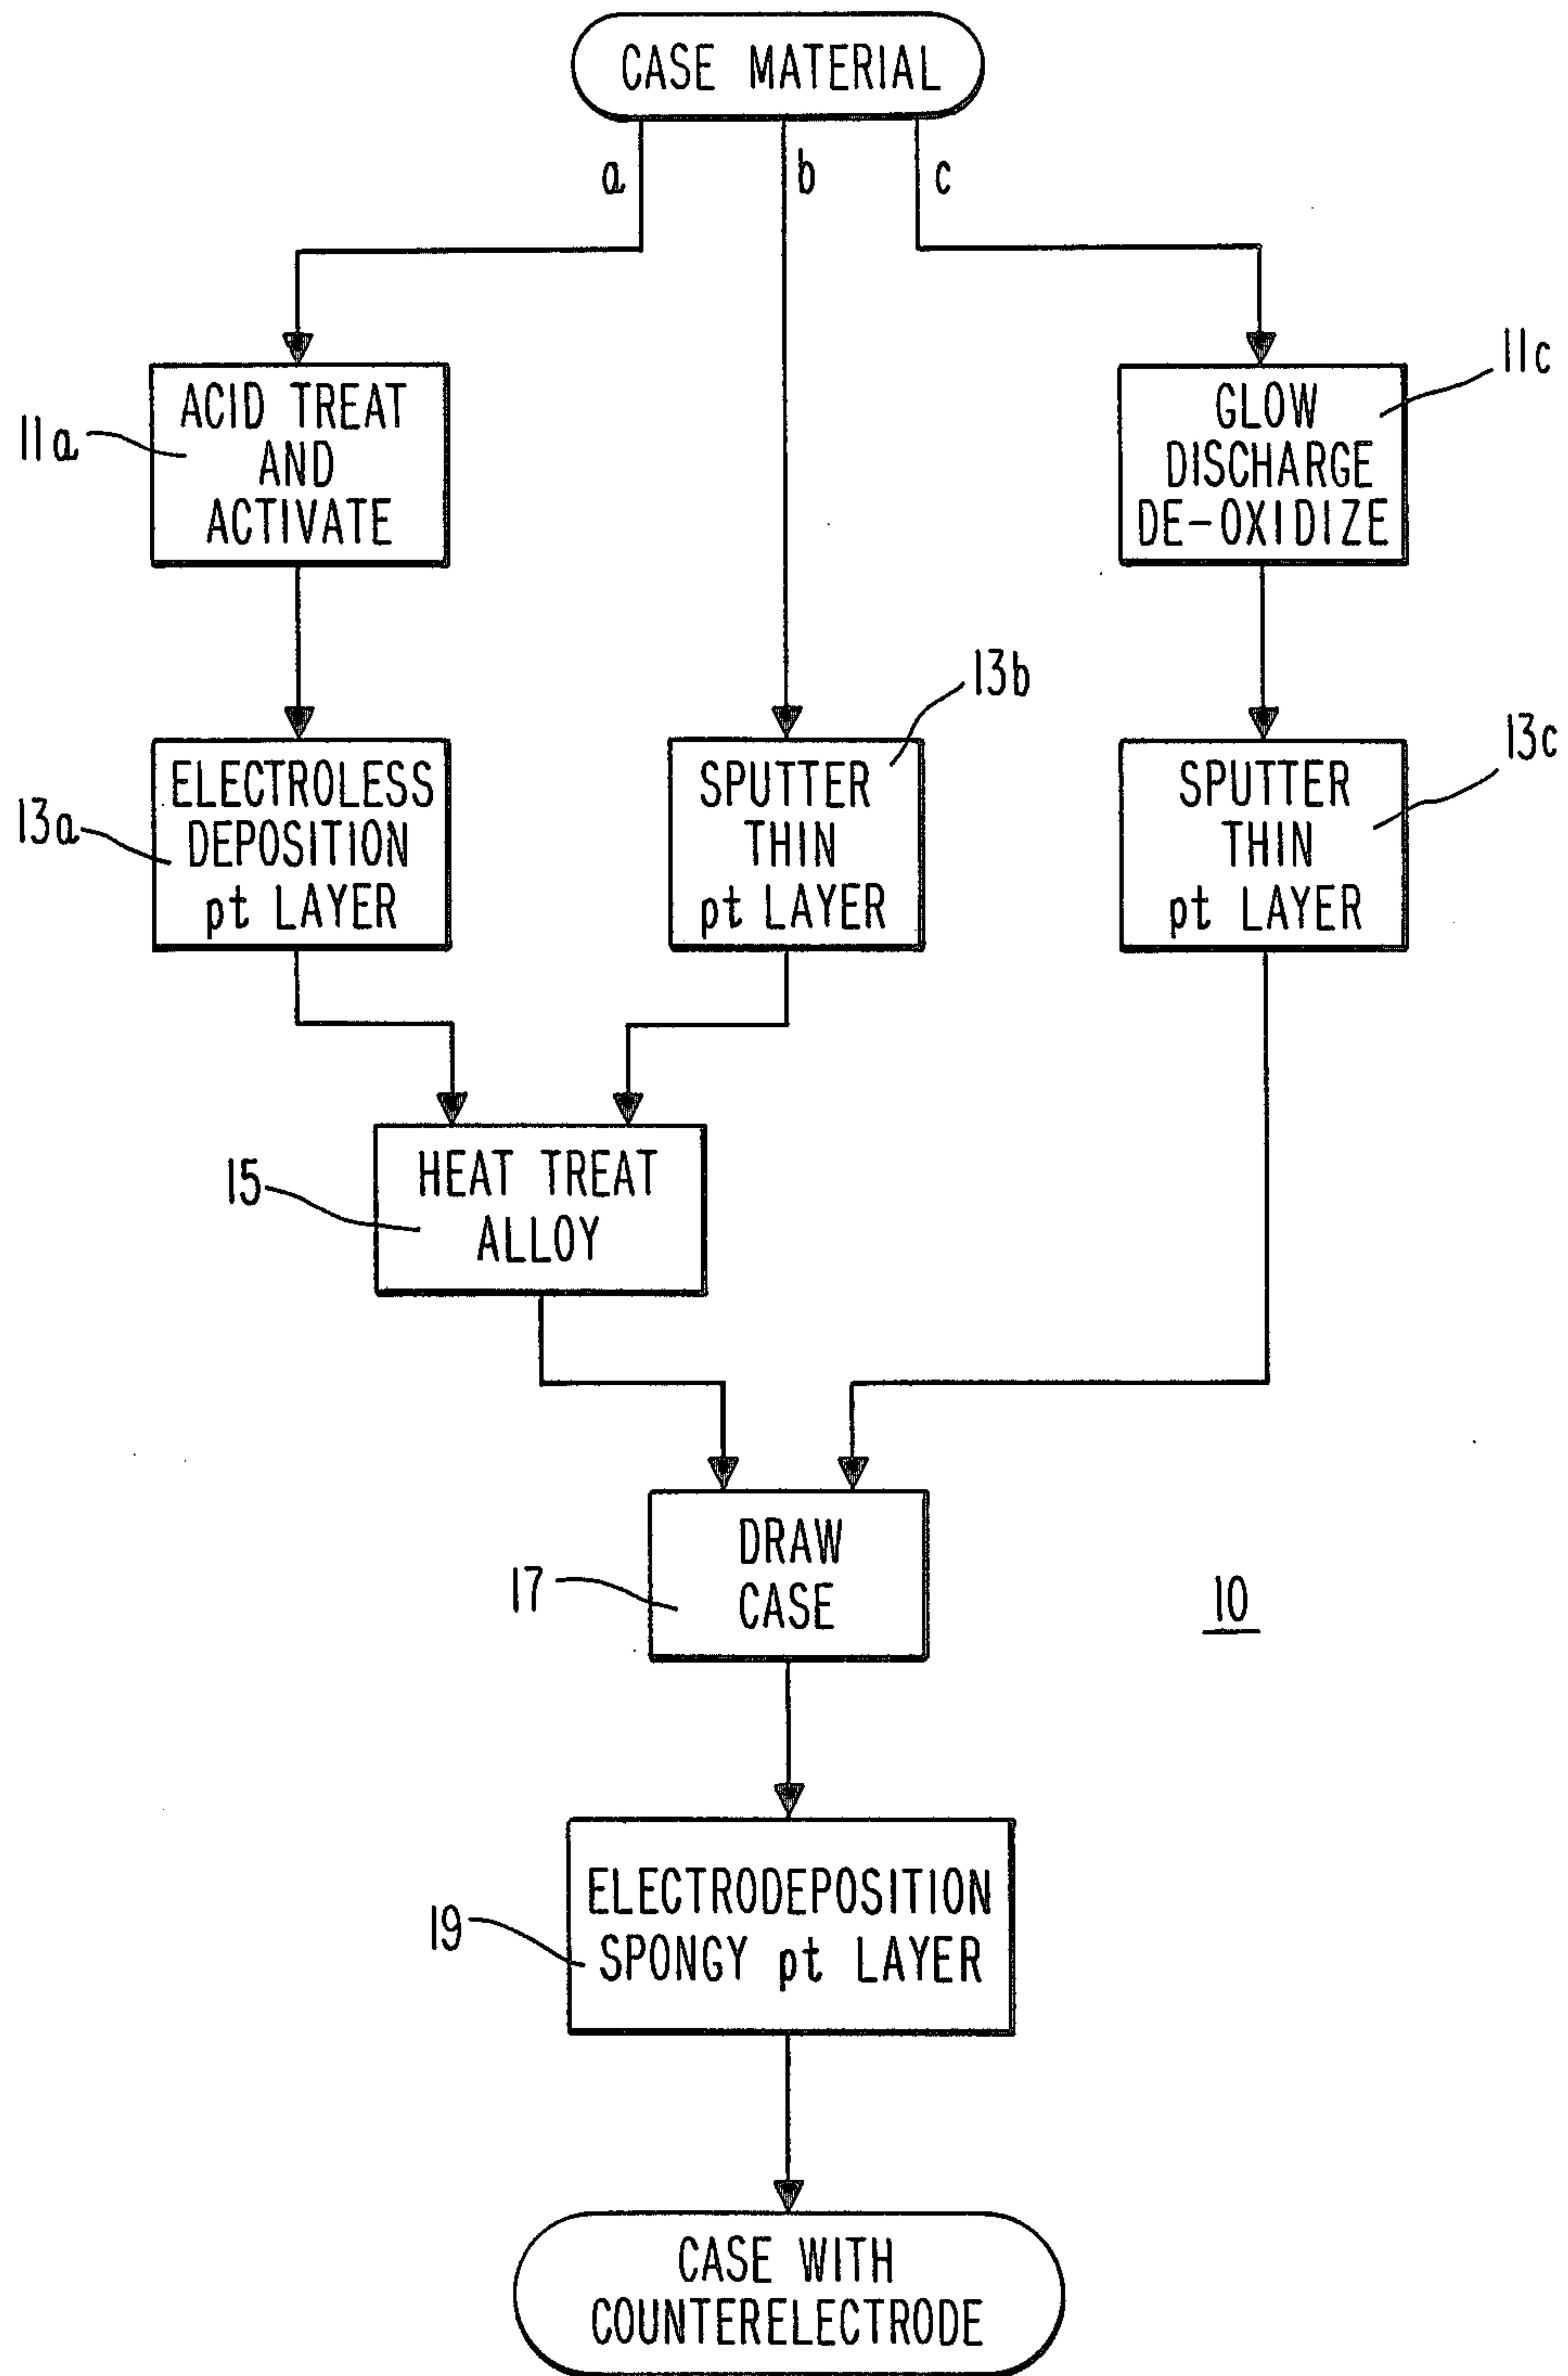 CASE MATERIAL
a
b
c
11a
ACID TREAT
AND
ACTIVATE
GLOW
DISCHARGE
DE-OXIDIZE
11c
13a
ELECTROLESS
DEPOSITION
pt LAYER
SPUTTER
THIN
pt LAYER
13b
SPUTTER
THIN
pt LAYER
13c
15
HEAT TREAT
ALLOY
17
DRAW
CASE
10
19
ELECTRODEPOSITION
SPONGY pt LAYER
CASE WITH
COUNTERELECTRODE